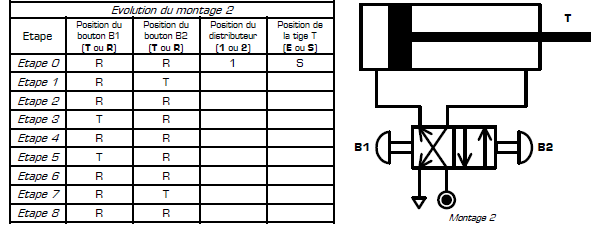 Evolution du montage 2
Etape
Position du bouton B1 (T ou R)
Position du bouton B2 (T ou R)
Position du distributeur (1 ou 2)
Position de la tige T (E ou S)
Etape 0 R R 1 S
Etape 1 R T
Etape 2 R R
Etape 3 T R
Etape 4 R R
Etape 5 T R
Etape 6 R R
Etape 7 R T
Etape 8 R R
T
B1
B2
Montage 2